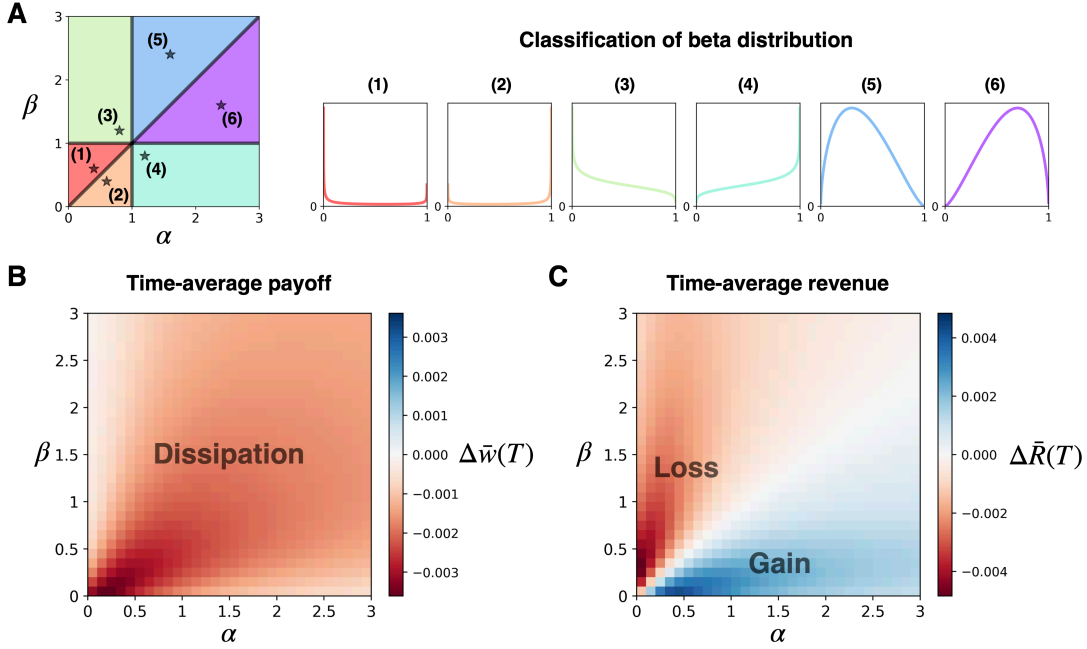 A
3
2
1
0
β
(5)
(3)
(6)
(1)
(4)
(2)
0 1 2 3
α
Classification of beta distribution
(1) (2) (3) (4) (5) (6)
0 0 0 0 0 0
0 1 0 1 0 1 0 1 0 1 0 1
B
Time-average payoff
3
2.5
2
1.5
1
0.5
0
β
Dissipation
0 0.5 1 1.5 2 2.5 3
α
0.003
0.002
0.001
0.000
−0.001
−0.002
−0.003
Δw̄(T)
C
Time-average revenue
3
2.5
2
1.5
1
0.5
0
β
Loss
Gain
0 0.5 1 1.5 2 2.5 3
α
0.004
0.002
0.000
−0.002
−0.004
ΔR̄(T)